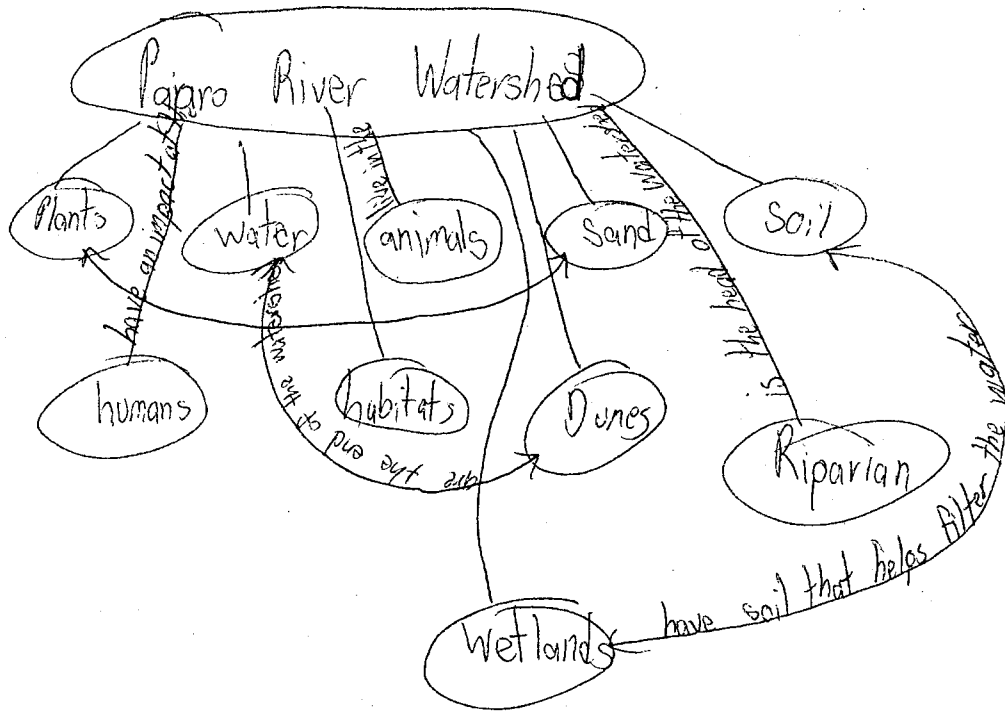 Pajaro River Watershed
Plants
water
animals
Sand
Soil
humans
habitats
Dunes
Riparian
Wetlands
have an impact at the
live in the
is the head of the watershed
are the end of the watershed
have soil that helps filter the water